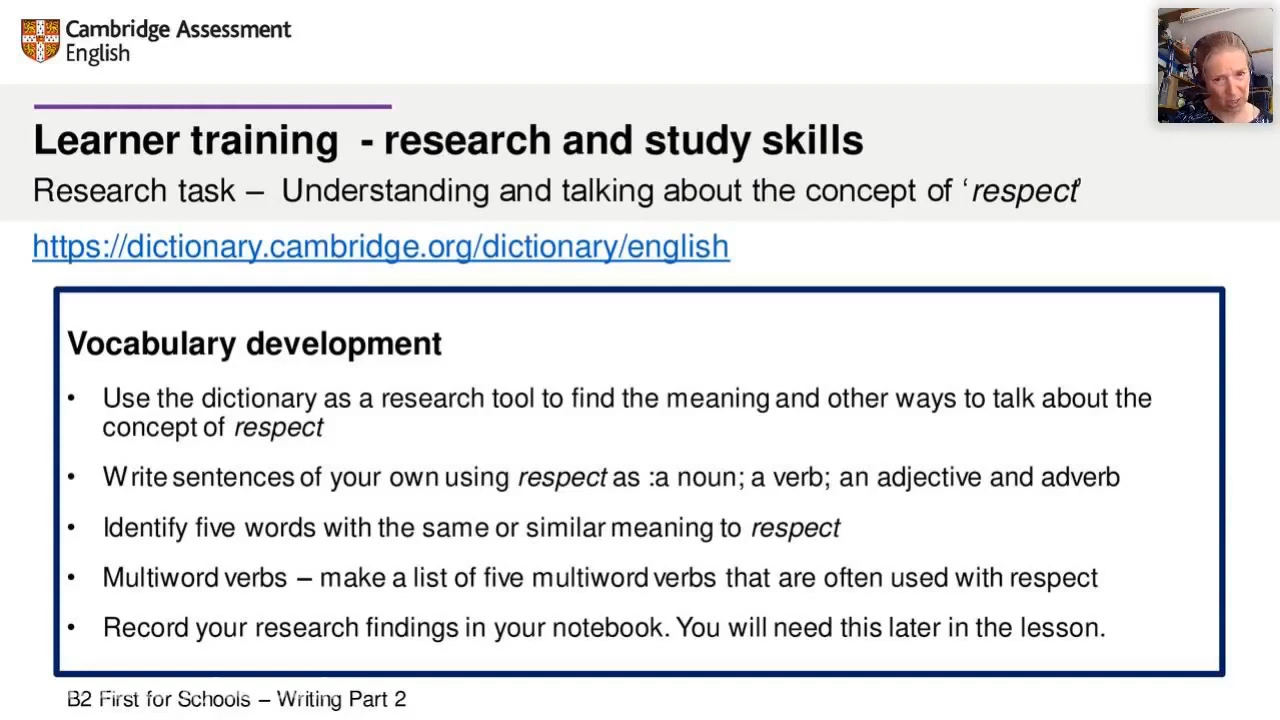 Cambridge Assessment
English
Learner training - research and study skills
Research task – Understanding and talking about the concept of ‘respect’
https://dictionary.cambridge.org/dictionary/english
Vocabulary development
• Use the dictionary as a research tool to find the meaning and other ways to talk about the
concept of respect
• Write sentences of your own using respect as :a noun; a verb; an adjective and adverb
• Identify five words with the same or similar meaning to respect
• Multiword verbs – make a list of five multiword verbs that are often used with respect
• Record your research findings in your notebook. You will need this later in the lesson.
B2 First for Schools – Writing Part 2